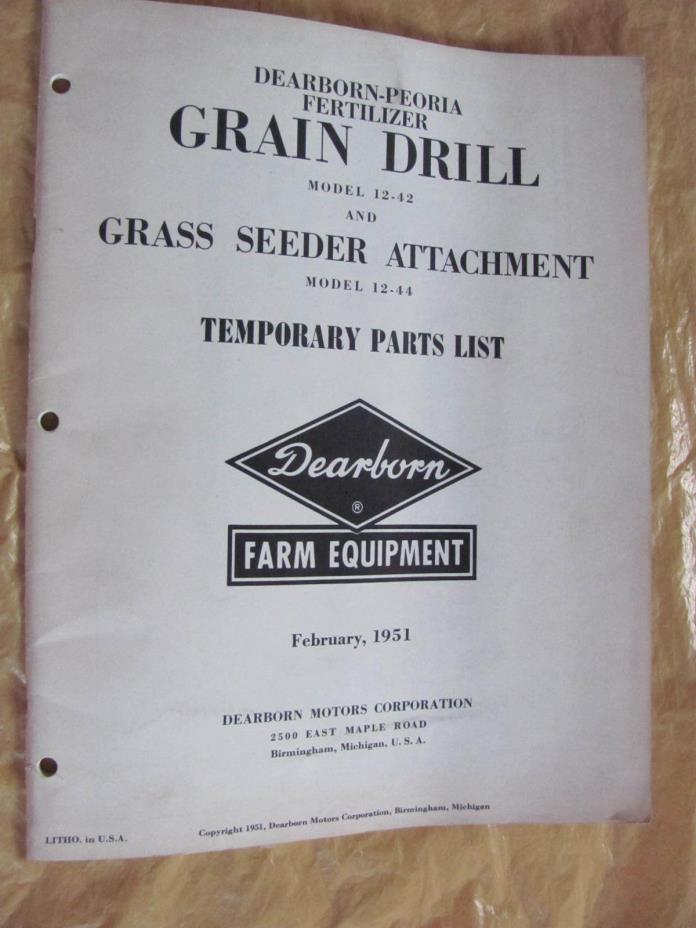 DEARBORN-PEORIA
FERTILIZER
GRAIN DRILL
MODEL 12-42
AND
GRASS SEEDER ATTACHMENT
MODEL 12-44
TEMPORARY PARTS LIST
Dearborn
®
FARM EQUIPMENT
February, 1951
DEARBORN MOTORS CORPORATION
2500 EAST MAPLE ROAD
Birmingham, Michigan, U. S. A.
Copyright 1951, Dearborn Motors Corporation, Birmingham, Michigan
LITHO. in U.S.A.